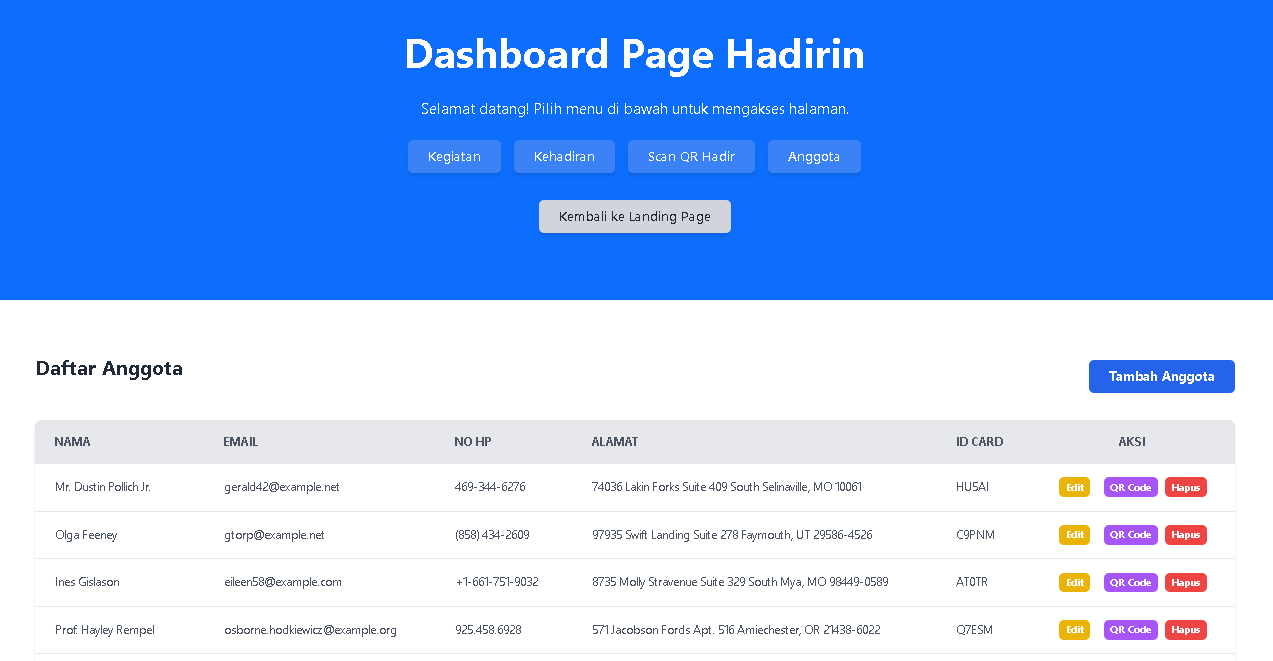 Dashboard Page Hadirin
Selamat datang! Pilih menu di bawah untuk mengakses halaman.
Kegiatan Kehadiran Scan QR Hadir Anggota
Kembali ke Landing Page
Daftar Anggota
Tambah Anggota
NAMA EMAIL NO HP ALAMAT ID CARD AKSI
Mr. Dustin Pollich Jr. gerald42@example.net 469-344-6276 74036 Lakin Forks Suite 409 South Selinaville, MO 10061 HU5AI Edit QR Code Hapus
Olga Feeney gtorp@example.net (858) 434-2609 97935 Swift Landing Suite 278 Faymouth, UT 29586-4526 C9PNM Edit QR Code Hapus
Ines Gislason eileen58@example.com +1-661-751-9032 8735 Molly Stravenue Suite 329 South Mya, MO 98449-0589 AT0TR Edit QR Code Hapus
Prof. Hayley Rempel osborne.hodkiewicz@example.org 925.458.6928 571 Jacobson Fords Apt. 516 Amiechester, OR 21438-6022 Q7ESM Edit QR Code Hapus